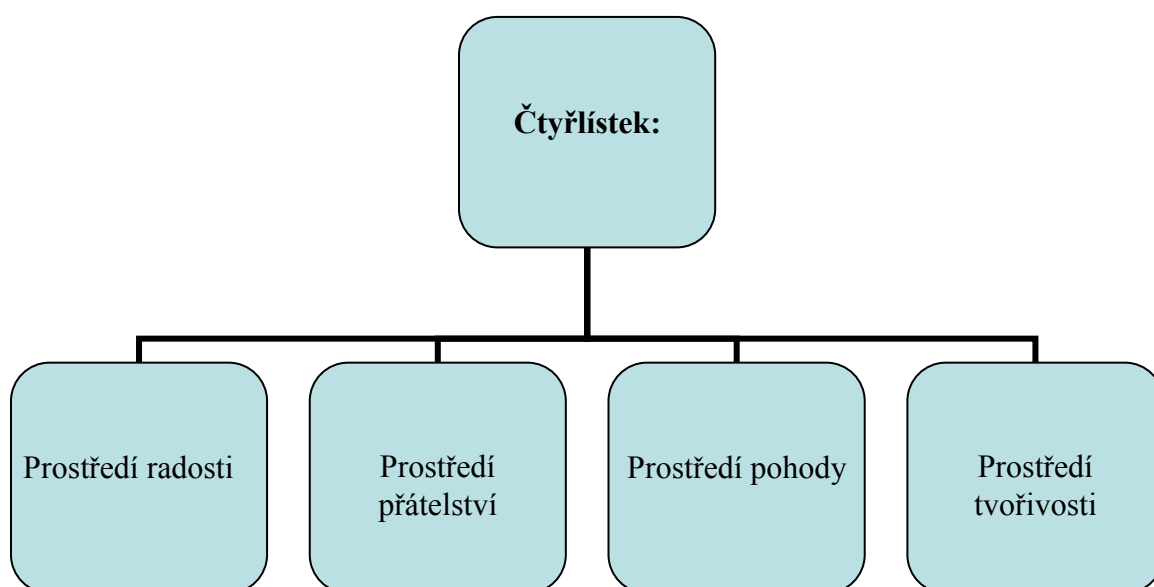 Čtyřlístek:
Prostředí radosti
Prostředí
přátelství
Prostředí pohody
Prostředí
tvořivosti